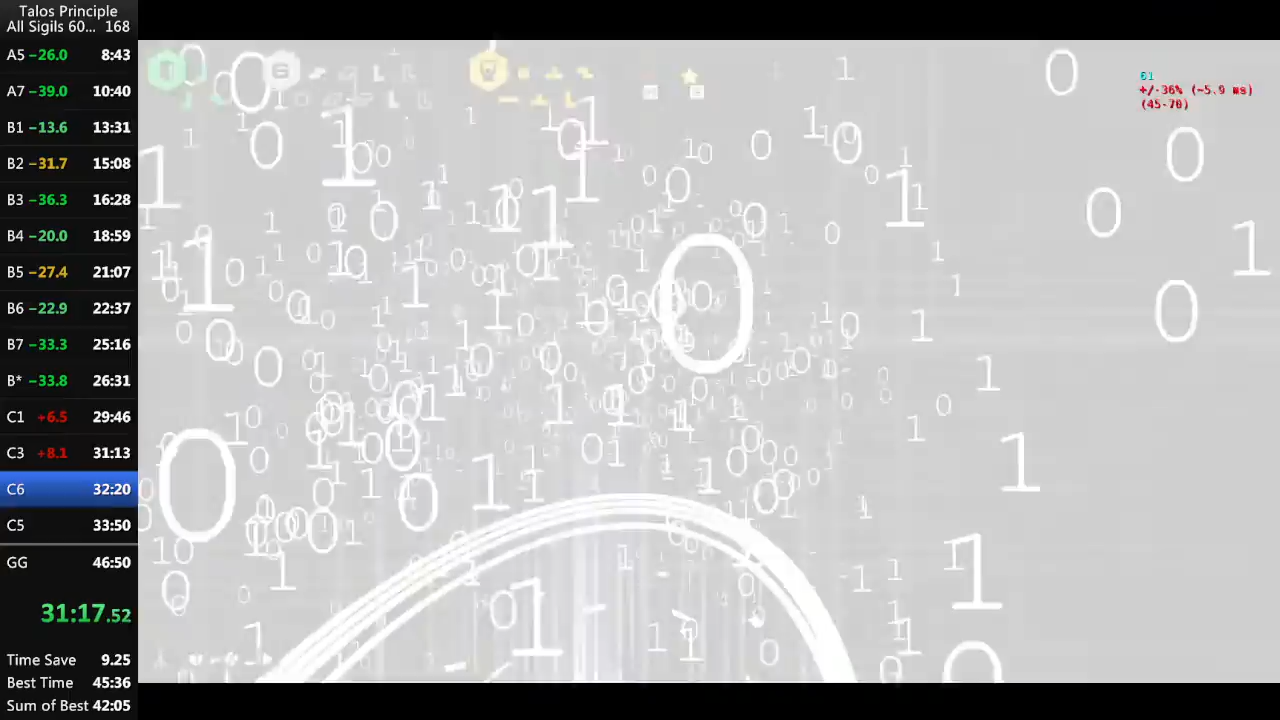 Talos Principle
All Sigils 60... 168
A5 −26.0 8:43
A7 −39.0 10:40
B1 −13.6 13:31
B2 −31.7 15:08
B3 −36.3 16:28
B4 −20.0 18:59
B5 −27.4 21:07
B6 −22.9 22:37
B7 −33.3 25:16
B* −33.8 26:31
C1 +6.5 29:46
C3 +8.1 31:13
C6 32:20
C5 33:50
GG 46:50
31:17.52
Time Save 9.25
Best Time 45:36
Sum of Best 42:05
61
+/-36% (~5.9 ms)
(45-70)